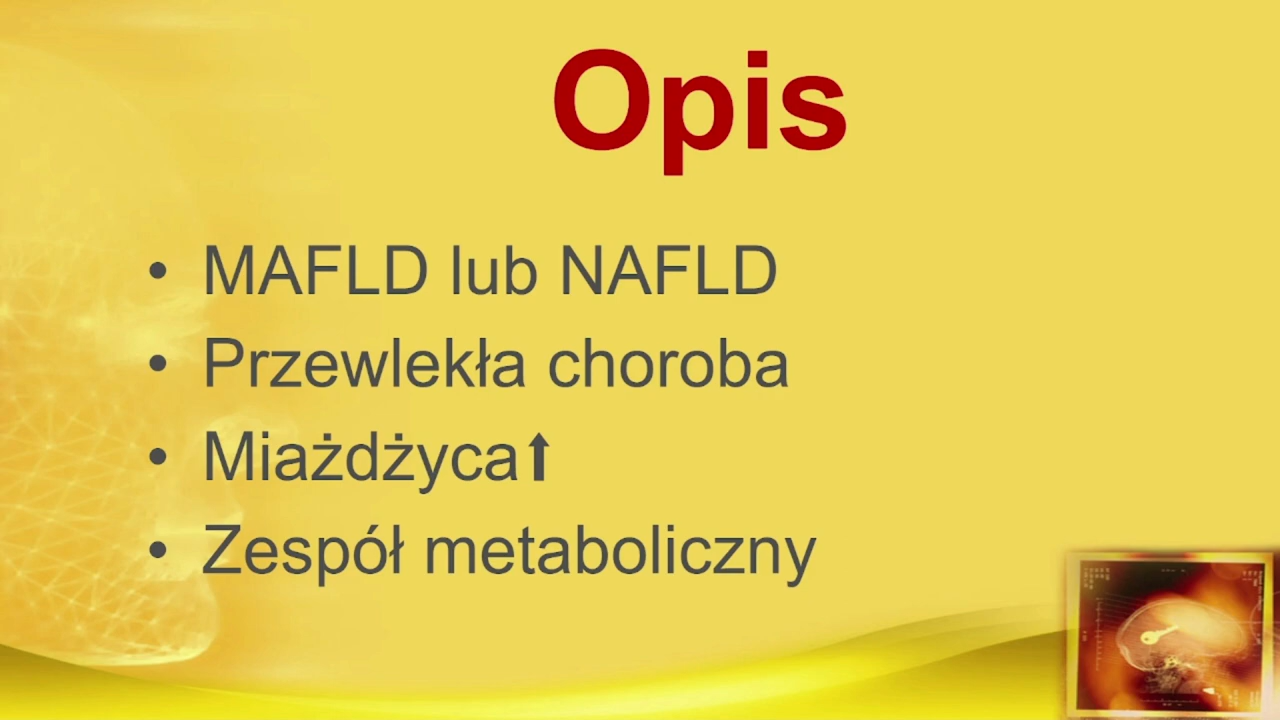 Opis
• MAFLD lub NAFLD
• Przewlekła choroba
• Miażdżyca⬆
• Zespół metaboliczny